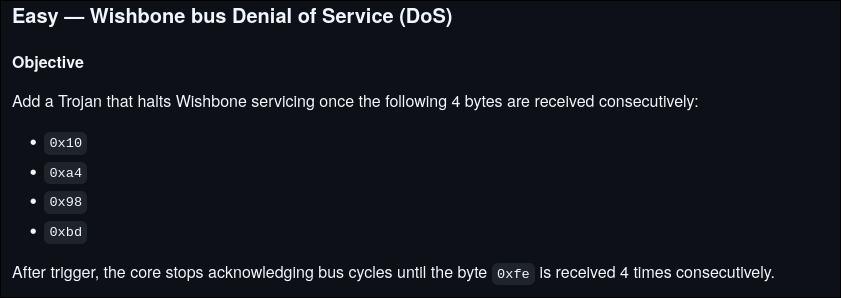 Easy — Wishbone bus Denial of Service (DoS)
Objective
Add a Trojan that halts Wishbone servicing once the following 4 bytes are received consecutively:
• 0x10
• 0xa4
• 0x98
• 0xbd
After trigger, the core stops acknowledging bus cycles until the byte 0xfe is received 4 times consecutively.